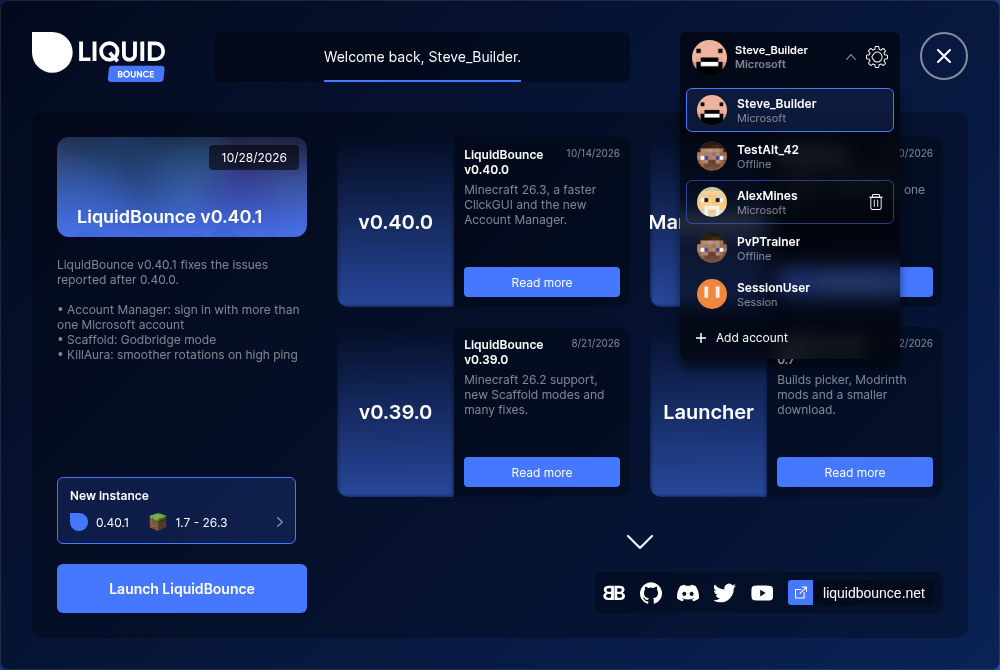 LIQUID
BOUNCE
Welcome back, Steve_Builder.
Steve_Builder
Microsoft
Steve_Builder
Microsoft
TestAlt_42
Offline
AlexMines
Microsoft
PvPTrainer
Offline
SessionUser
Session
Add account
10/28/2026
LiquidBounce v0.40.1
LiquidBounce v0.40.1 fixes the issues
reported after 0.40.0.
• Account Manager: sign in with more than
one Microsoft account
• Scaffold: Godbridge mode
• KillAura: smoother rotations on high ping
New instance
0.40.1
1.7 - 26.3
Launch LiquidBounce
v0.40.0
LiquidBounce
v0.40.0
10/14/2026
Minecraft 26.3, a faster
ClickGUI and the new
Account Manager.
Read more
one
v0.39.0
LiquidBounce
v0.39.0
8/21/2026
Minecraft 26.2 support,
new Scaffold modes and
many fixes.
Read more
Launcher
0.7
Builds picker, Modrinth
mods and a smaller
download.
Read more
liquidbounce.net